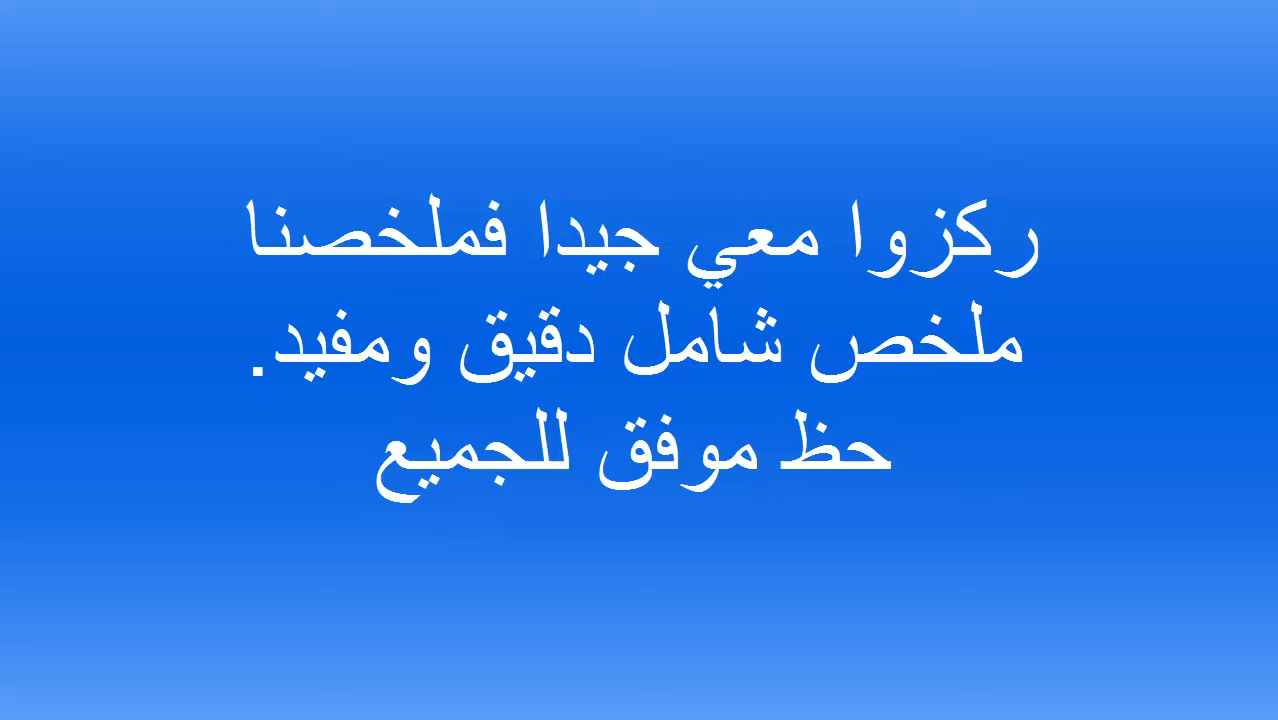 ركزوا معي جيدا فملخصنا
ملخص شامل دقيق ومفيد.
حظ موفق للجميع